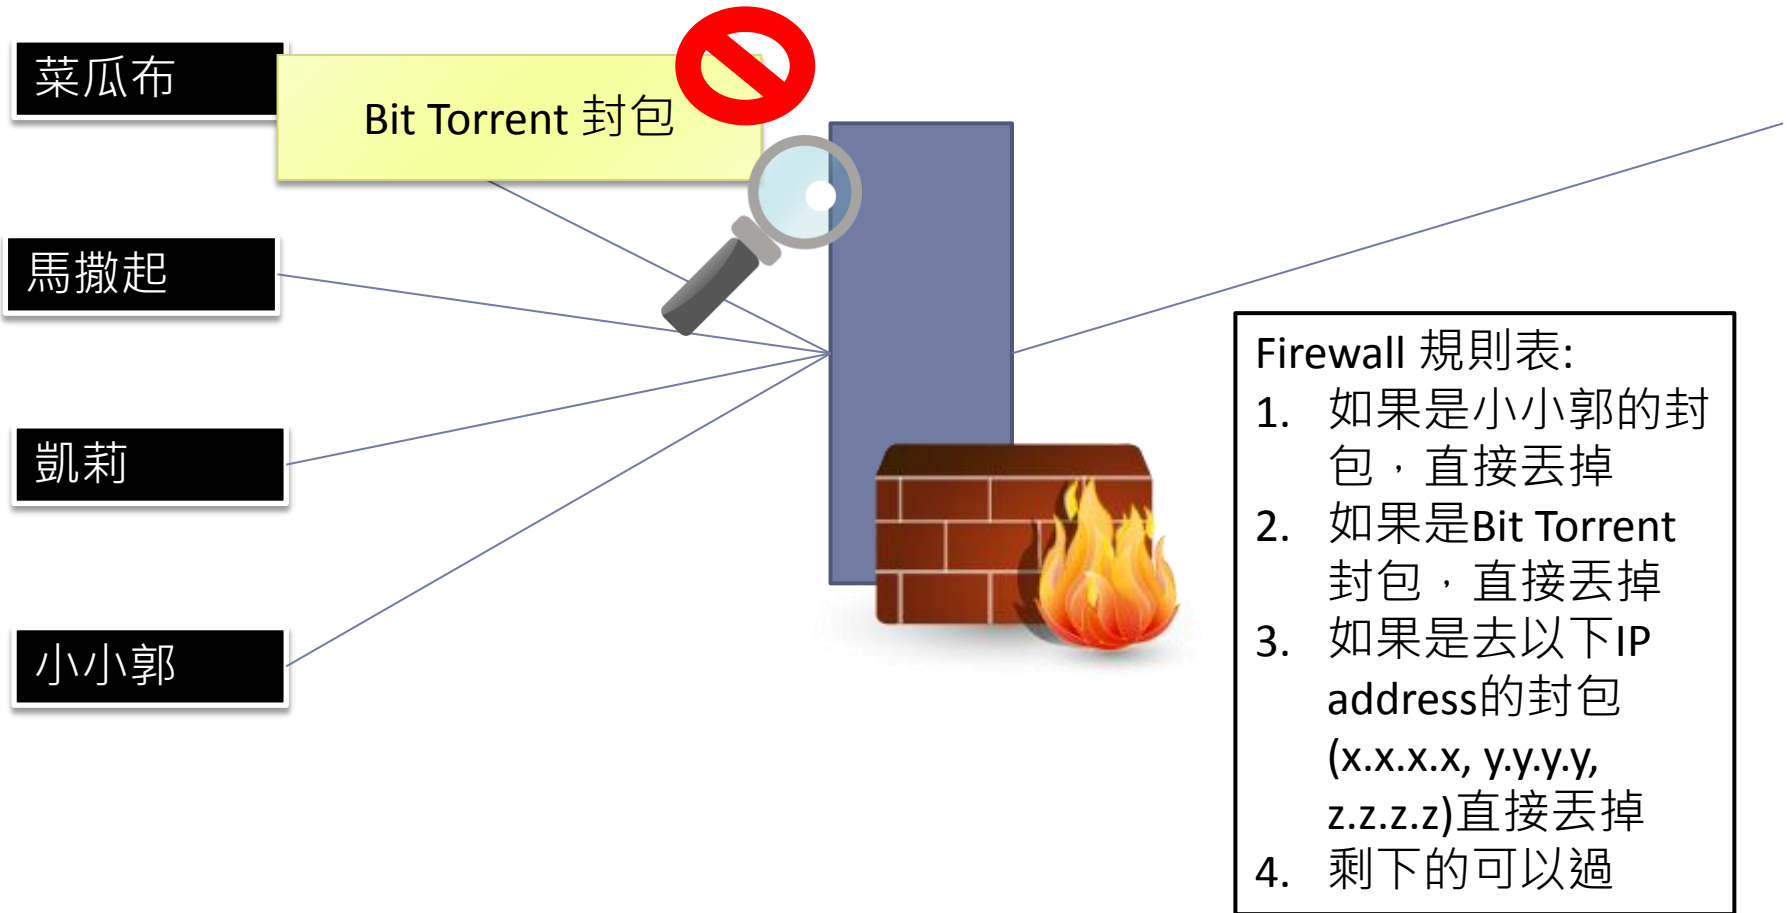 菜瓜布
Bit Torrent 封包
馬撒起
凱莉
小小郭
Firewall 規則表:
1. 如果是小小郭的封
包，直接丟掉
2. 如果是Bit Torrent
封包，直接丟掉
3. 如果是去以下IP
address的封包
(x.x.x.x, y.y.y.y,
z.z.z.z)直接丟掉
4. 剩下的可以過